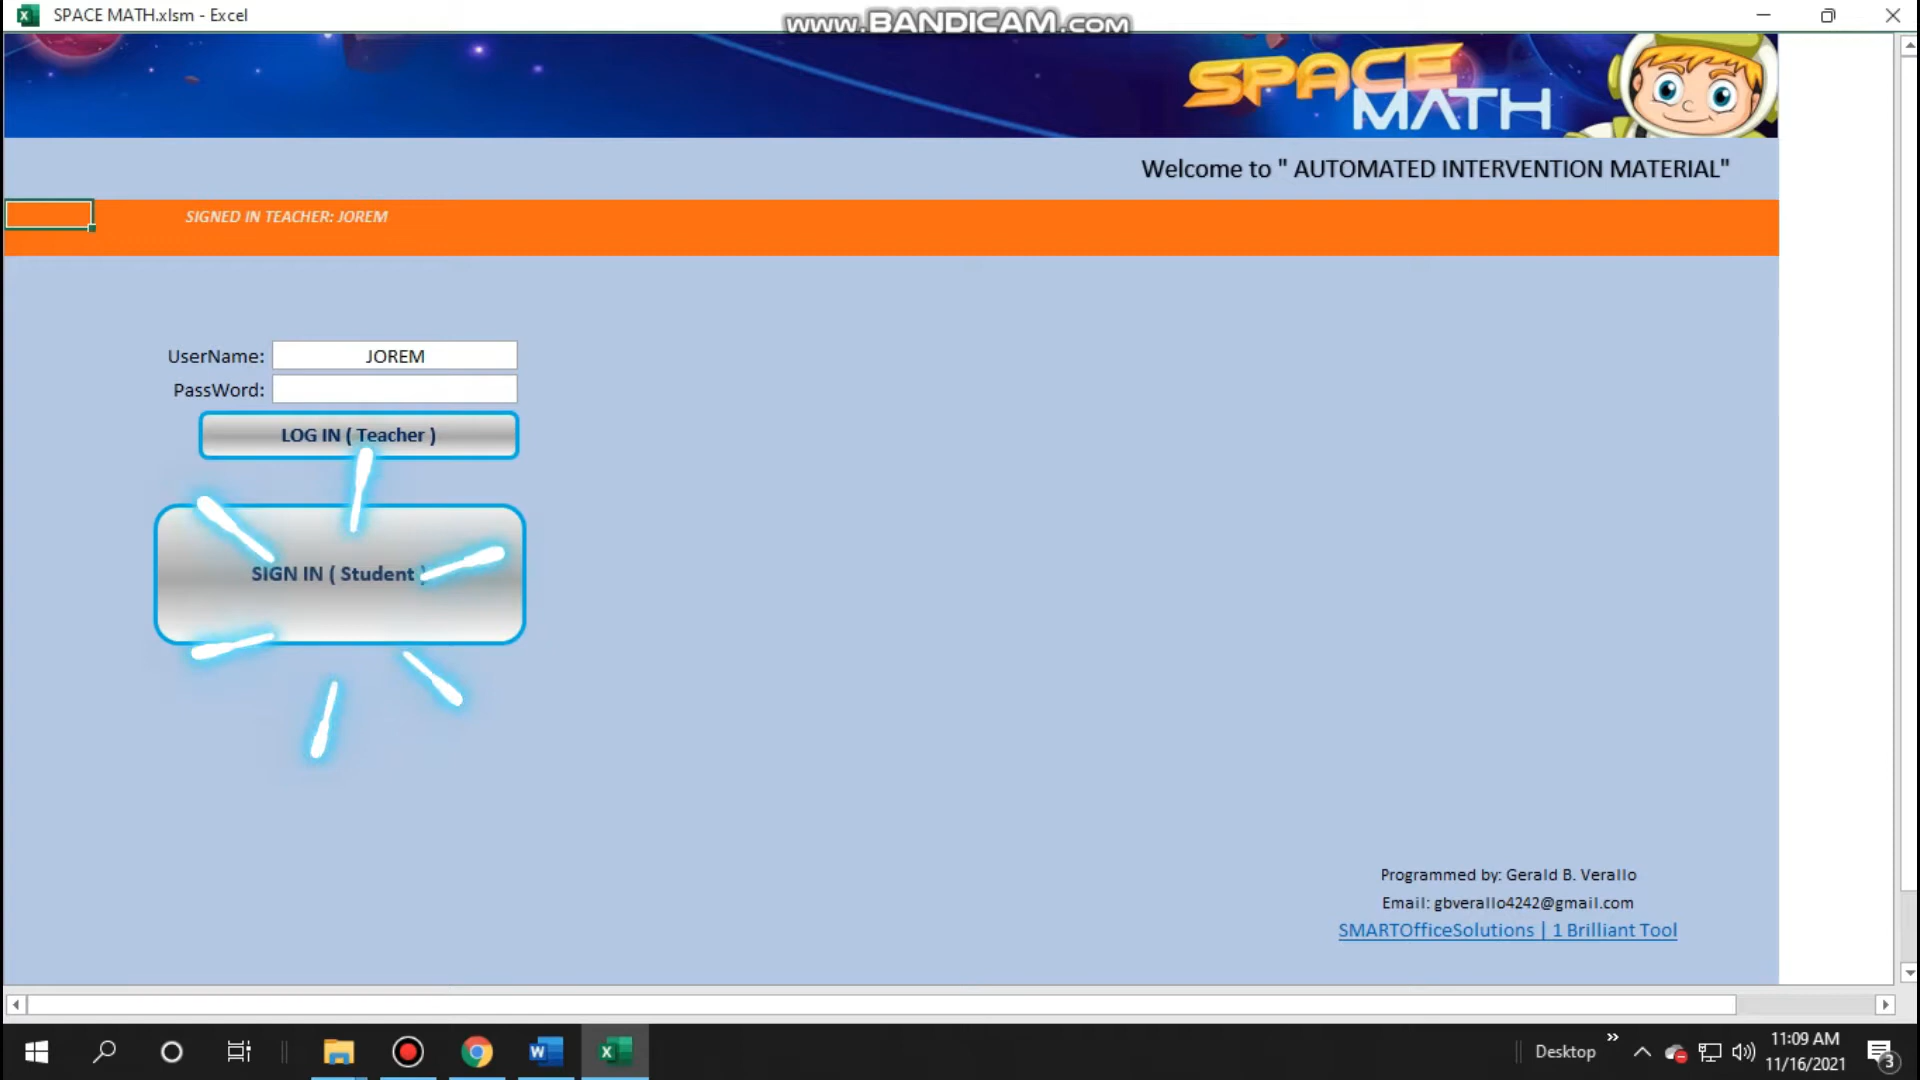 SPACE MATH.xlsm - Excel
www.BANDICAM.com
SPACE
MATH
Welcome to " AUTOMATED INTERVENTION MATERIAL"
SIGNED IN TEACHER: JOREM
UserName: JOREM
PassWord:
LOG IN ( Teacher )
SIGN IN ( Student )
Programmed by: Gerald B. Verallo
Email: gbverallo4242@gmail.com
SMARTOfficeSolutions | 1 Brilliant Tool
Desktop
11:09 AM
11/16/2021
3